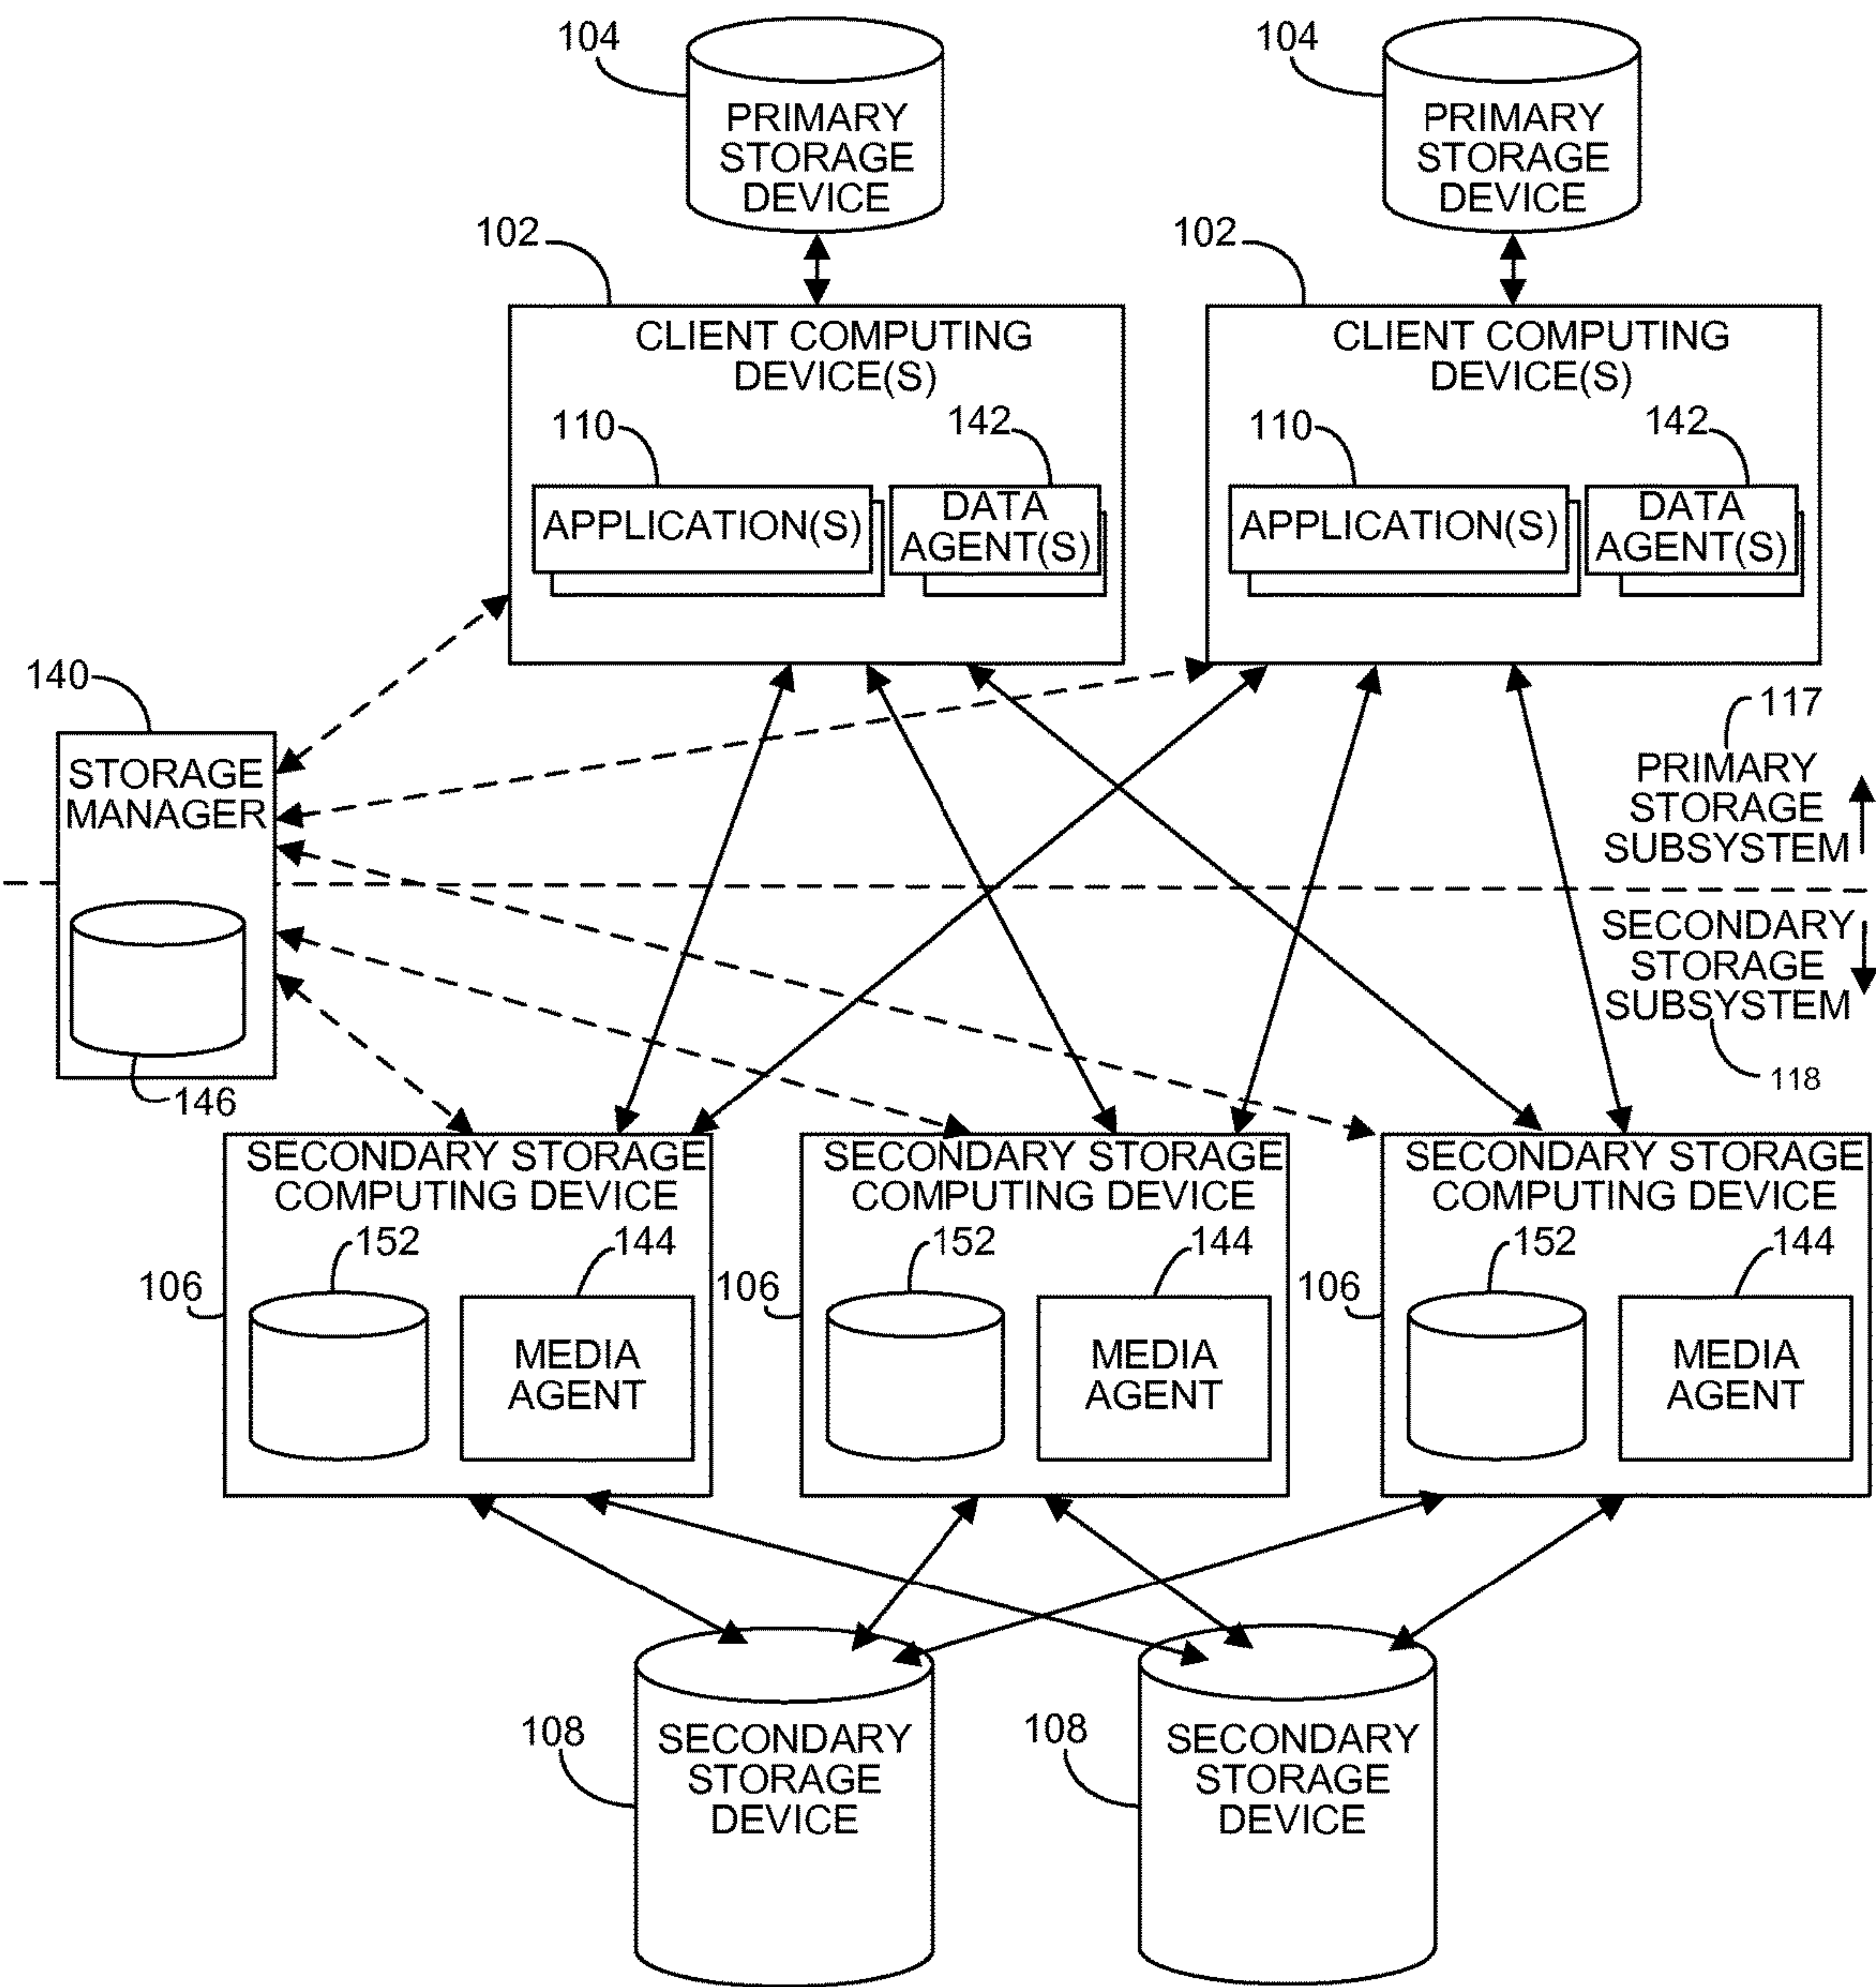 104
104
PRIMARY
STORAGE
DEVICE
PRIMARY
STORAGE
DEVICE
102
102
CLIENT COMPUTING
DEVICE(S)
110
142
APPLICATION(S)
DATA
AGENT(S)
CLIENT COMPUTING
DEVICE(S)
110
142
APPLICATION(S)
DATA
AGENT(S)
140
STORAGE
MANAGER
146
117
PRIMARY
STORAGE
SUBSYSTEM
SECONDARY
STORAGE
SUBSYSTEM
118
SECONDARY STORAGE
COMPUTING DEVICE
152
144
106
MEDIA
AGENT
SECONDARY STORAGE
COMPUTING DEVICE
152
144
106
MEDIA
AGENT
SECONDARY STORAGE
COMPUTING DEVICE
152
144
106
MEDIA
AGENT
108
SECONDARY
STORAGE
DEVICE
108
SECONDARY
STORAGE
DEVICE